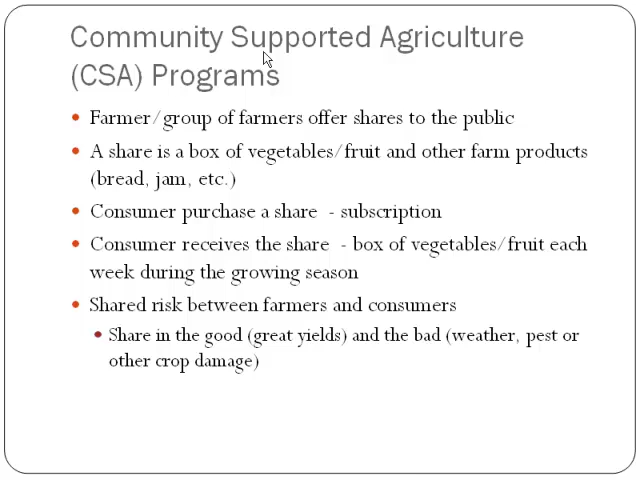 Community Supported Agriculture
(CSA) Programs
• Farmer/group of farmers offer shares to the public
• A share is a box of vegetables/fruit and other farm products
(bread, jam, etc.)
• Consumer purchase a share  - subscription
• Consumer receives the share  - box of vegetables/fruit each
week during the growing season
• Shared risk between farmers and consumers
• Share in the good (great yields) and the bad (weather, pest or
other crop damage)